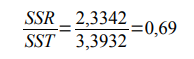 SSR/SST = 2,3342/3,3932 = 0,69